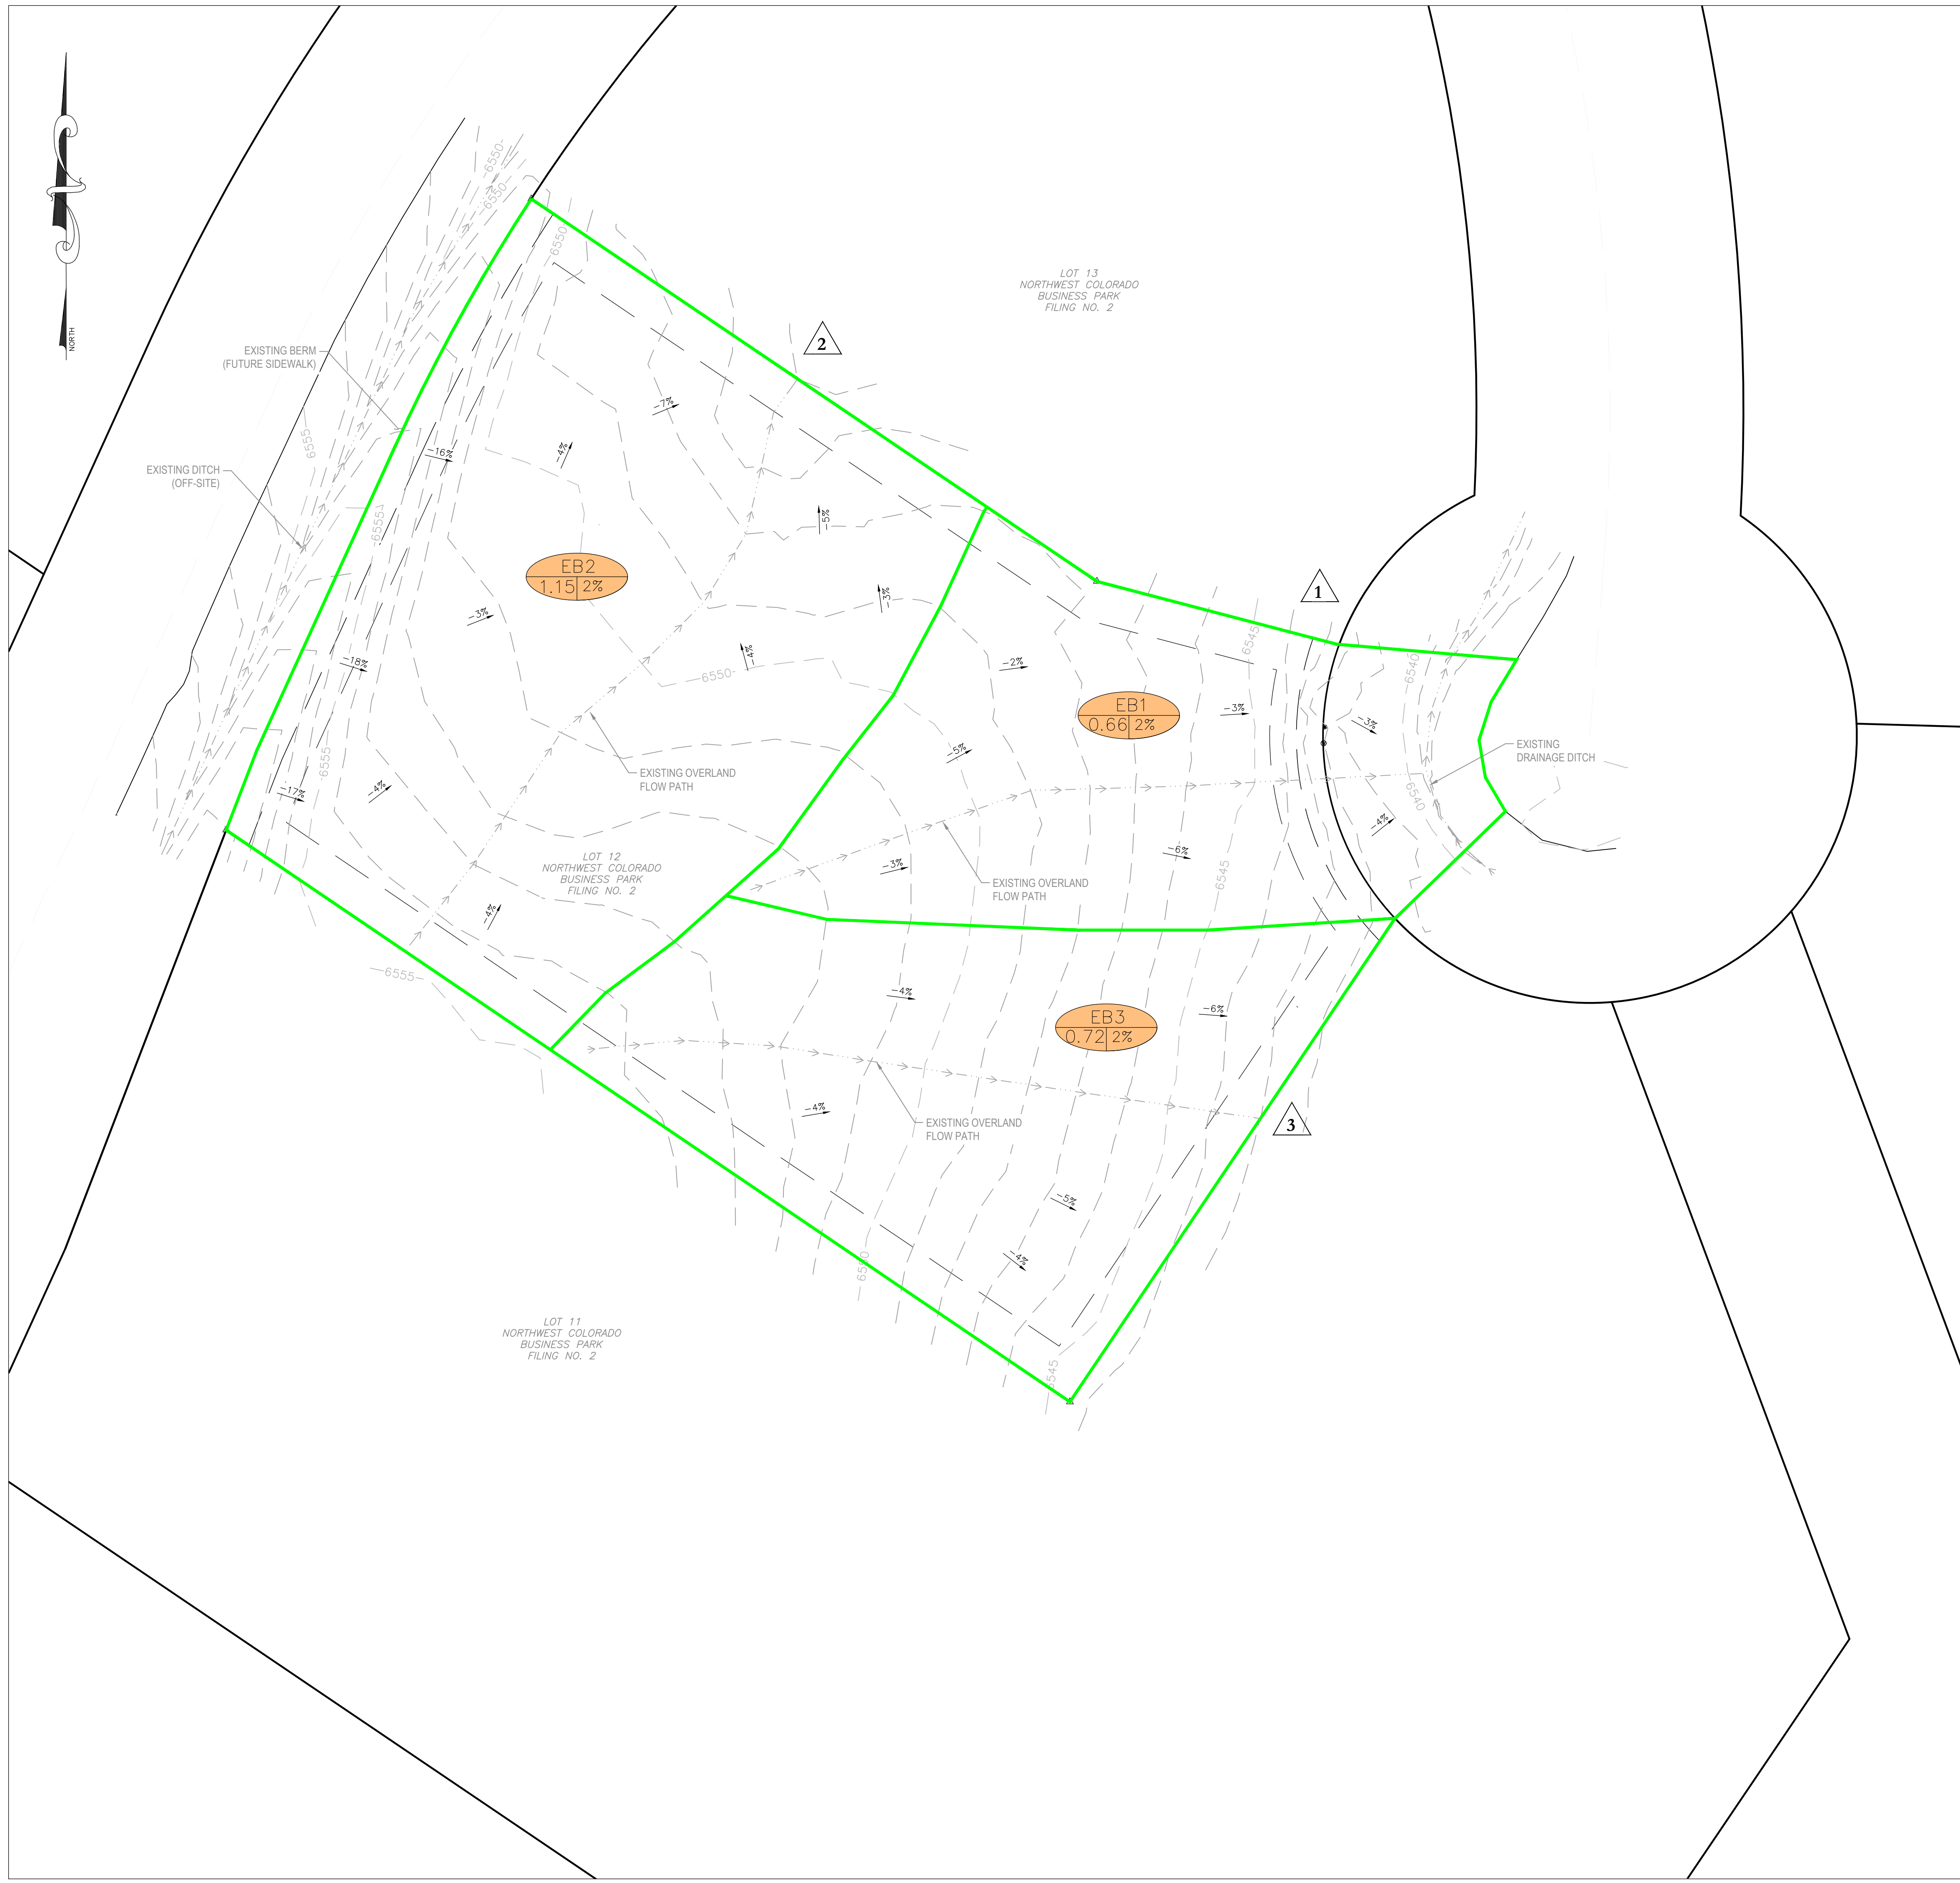 NORTH
6550
6550
6550
LOT 13
NORTHWEST COLORADO
BUSINESS PARK
FILING NO. 2
2
EXISTING BERM
(FUTURE SIDEWALK)
-7%
6555
-4%
-16%
EXISTING DITCH
(OFF-SITE)
6555
-5%
EB2
1.15 2%
-3%
1
-3%
6545
-4%
-18%
-2%
6540
6550
EB1
0.66 2%
-3%
-3%
6555
-5%
EXISTING
DRAINAGE DITCH
EXISTING OVERLAND
FLOW PATH
-17%
-4%
6540
-4%
-6%
LOT 12
NORTHWEST COLORADO
BUSINESS PARK
FILING NO. 2
-3%
6545
EXISTING OVERLAND
FLOW PATH
-4%
6555
-4%
-6%
EB3
0.72 2%
-4%
EXISTING OVERLAND
FLOW PATH
3
-5%
-4%
6550
LOT 11
NORTHWEST COLORADO
BUSINESS PARK
FILING NO. 2
6545